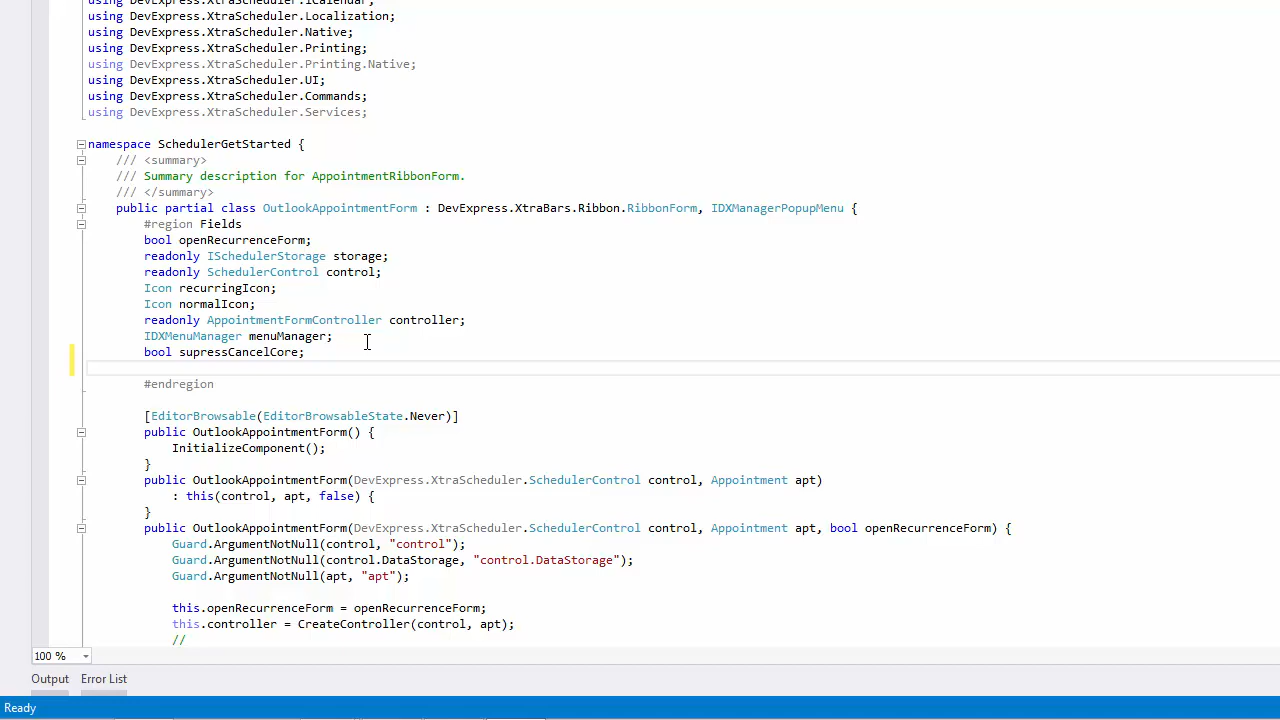 using DevExpress.XtraScheduler.iCalendar;
using DevExpress.XtraScheduler.Localization;
using DevExpress.XtraScheduler.Native;
using DevExpress.XtraScheduler.Printing;
using DevExpress.XtraScheduler.Printing.Native;
using DevExpress.XtraScheduler.UI;
using DevExpress.XtraScheduler.Commands;
using DevExpress.XtraScheduler.Services;
namespace SchedulerGetStarted {
/// <summary>
/// Summary description for AppointmentRibbonForm.
/// </summary>
public partial class OutlookAppointmentForm : DevExpress.XtraBars.Ribbon.RibbonForm, IDXManagerPopupMenu {
#region Fields
bool openRecurrenceForm;
readonly ISchedulerStorage storage;
readonly SchedulerControl control;
Icon recurringIcon;
Icon normalIcon;
readonly AppointmentFormController controller;
IDXMenuManager menuManager;
bool supressCancelCore;
#endregion
[EditorBrowsable(EditorBrowsableState.Never)]
public OutlookAppointmentForm() {
InitializeComponent();
}
public OutlookAppointmentForm(DevExpress.XtraScheduler.SchedulerControl control, Appointment apt)
: this(control, apt, false) {
}
public OutlookAppointmentForm(DevExpress.XtraScheduler.SchedulerControl control, Appointment apt, bool openRecurrenceForm) {
Guard.ArgumentNotNull(control, "control");
Guard.ArgumentNotNull(control.DataStorage, "control.DataStorage");
Guard.ArgumentNotNull(apt, "apt");
this.openRecurrenceForm = openRecurrenceForm;
this.controller = CreateController(control, apt);
//
100 %
Output Error List
Ready